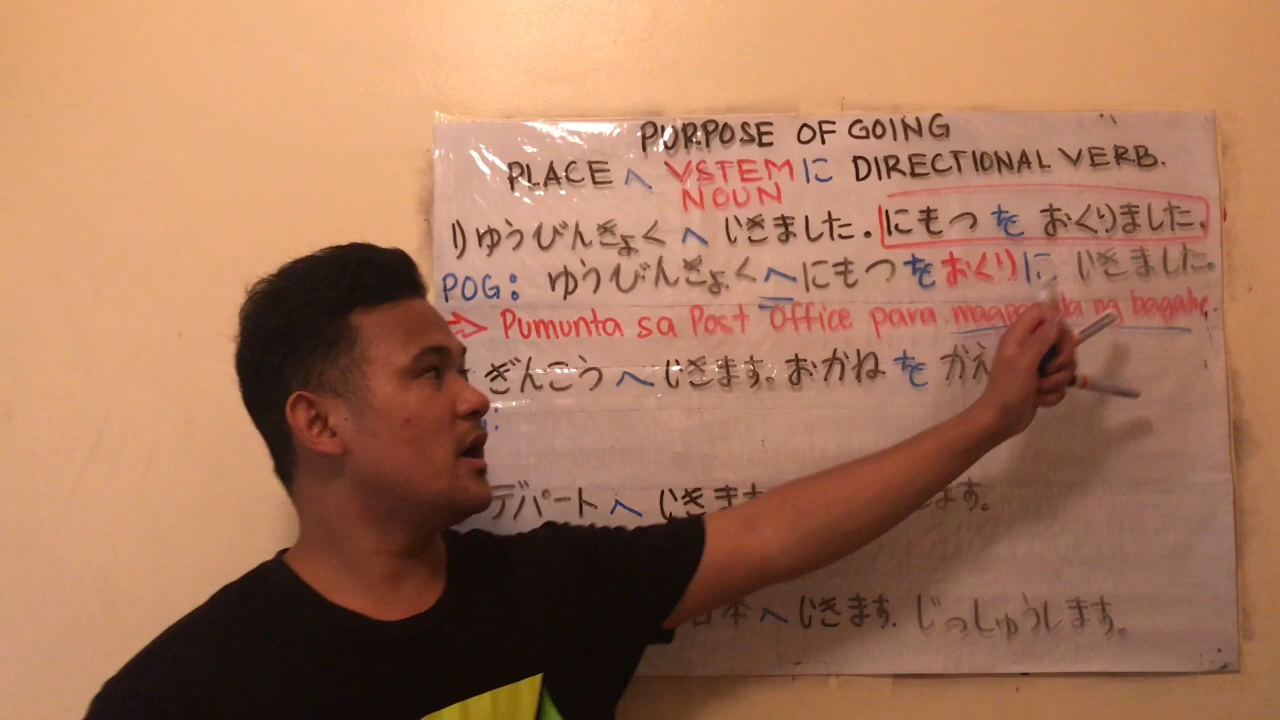 PURPOSE OF GOING
PLACE へ VSTEM に DIRECTIONAL VERB.
NOUN
1) ゆうびんきょく へ いきました. にもつ を おくりました.
POG: ゆうびんきょく へ にもつ を おくり に いきました.
⇒ Pumunta sa Post Office para ng bagahe.
ぎんこう へ いきます. おかね を かえ
デパート へ いきま ます。
日本 へ いきます. じっしゅうします。